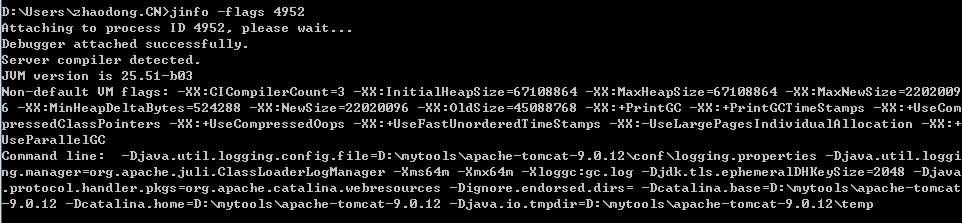 D:\Users\zhaodong.CN>jinfo -flags 4952
Attaching to process ID 4952, please wait...
Debugger attached successfully.
Server compiler detected.
JVM version is 25.51-b03
Non-default VM flags: -XX:CICompilerCount=3 -XX:InitialHeapSize=67108864 -XX:MaxHeapSize=67108864 -XX:MaxNewSize=2202009
6 -XX:MinHeapDeltaBytes=524288 -XX:NewSize=22020096 -XX:OldSize=45088768 -XX:+PrintGC -XX:+PrintGCTimeStamps -XX:+UseCom
pressedClassPointers -XX:+UseCompressedOops -XX:+UseFastUnorderedTimeStamps -XX:-UseLargePagesIndividualAllocation -XX:+
UseParallelGC
Command line:  -Djava.util.logging.config.file=D:\mytools\apache-tomcat-9.0.12\conf\logging.properties -Djava.util.loggi
ng.manager=org.apache.juli.ClassLoaderLogManager -Xms64m -Xmx64m -Xloggc:gc.log -Djdk.tls.ephemeralDHKeySize=2048 -Djava
.protocol.handler.pkgs=org.apache.catalina.webresources -Dignore.endorsed.dirs= -Dcatalina.base=D:\mytools\apache-tomcat
-9.0.12 -Dcatalina.home=D:\mytools\apache-tomcat-9.0.12 -Djava.io.tmpdir=D:\mytools\apache-tomcat-9.0.12\temp